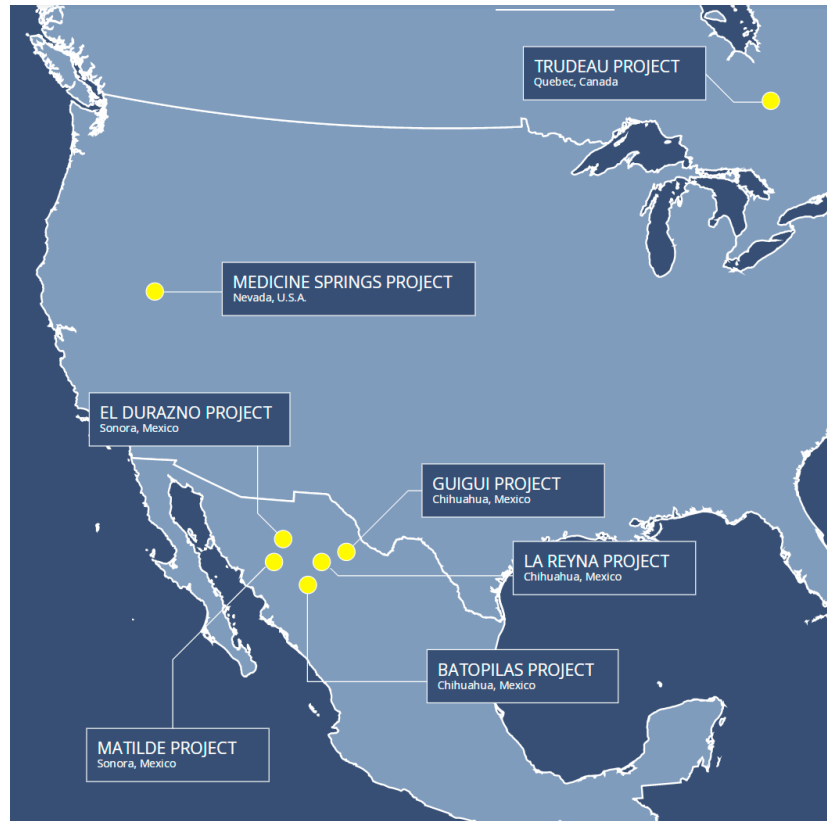 TRUDEAU PROJECT
Quebec, Canada
MEDICINE SPRINGS PROJECT
Nevada, U.S.A.
EL DURAZNO PROJECT
Sonora, Mexico
GUIGUI PROJECT
Chihuahua, Mexico
LA REYNA PROJECT
Chihuahua, Mexico
BATOPILAS PROJECT
Chihuahua, Mexico
MATILDE PROJECT
Sonora, Mexico